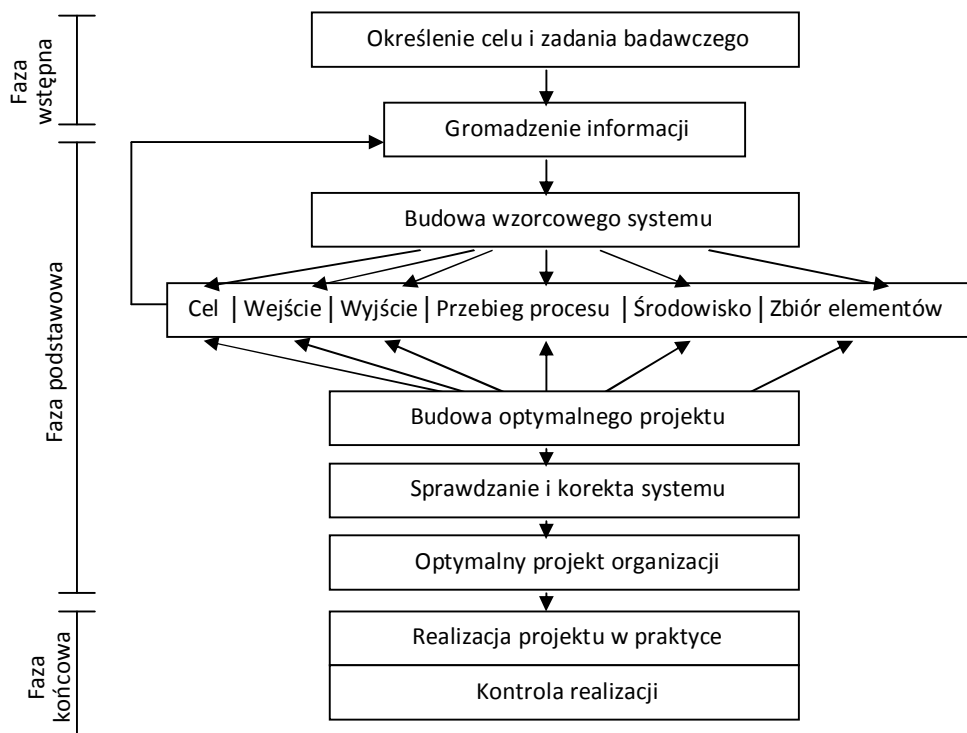 Faza
wstępna
Określenie celu i zadania badawczego
Gromadzenie informacji
Faza podstawowa
Budowa wzorcowego systemu
Cel | Wejście | Wyjście | Przebieg procesu | Środowisko | Zbiór elementów
Budowa optymalnego projektu
Sprawdzanie i korekta systemu
Optymalny projekt organizacji
Faza
końcowa
Realizacja projektu w praktyce
Kontrola realizacji